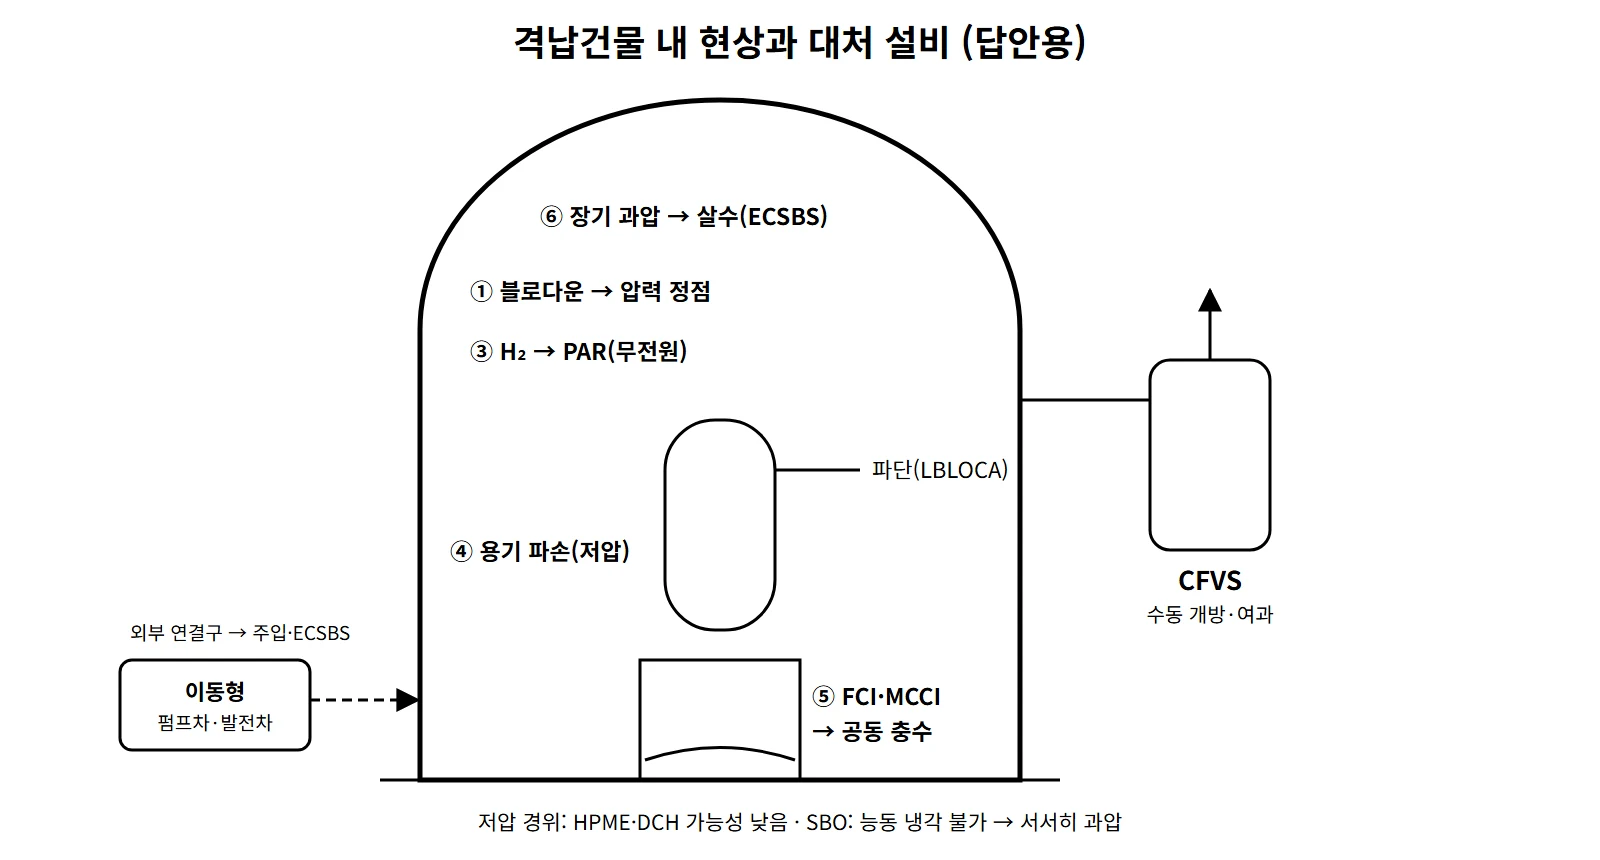 격납건물 내 현상과 대처 설비 (답안용)
⑥ 장기 과압 → 살수(ECSBS)
① 블로다운 → 압력 정점
③ H₂ → PAR(무전원)
파단(LBLOCA)
④ 용기 파손(저압)
CFVS
수동 개방·여과
외부 연결구 → 주입·ECSBS
이동형
펌프차·발전차
⑤ FCI·MCCI
→ 공동 충수
저압 경위: HPME·DCH 가능성 낮음 · SBO: 능동 냉각 불가 → 서서히 과압